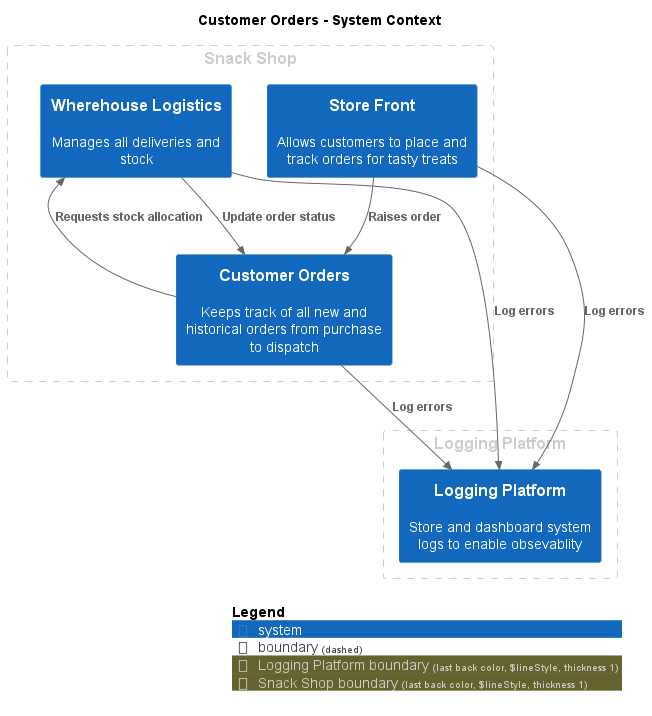 Customer Orders - System Context
Snack Shop
Wherehouse Logistics
Manages all deliveries and
stock
Store Front
Allows customers to place and
track orders for tasty treats
Requests stock allocation
Update order status
Raises order
Customer Orders
Keeps track of all new and
historical orders from purchase
to dispatch
Log errors
Log errors
Log errors
Logging Platform
Logging Platform
Store and dashboard system
logs to enable obsevablity
Legend
system
boundary (dashed)
Logging Platform boundary (last back color, $lineStyle, thickness 1)
Snack Shop boundary (last back color, $lineStyle, thickness 1)